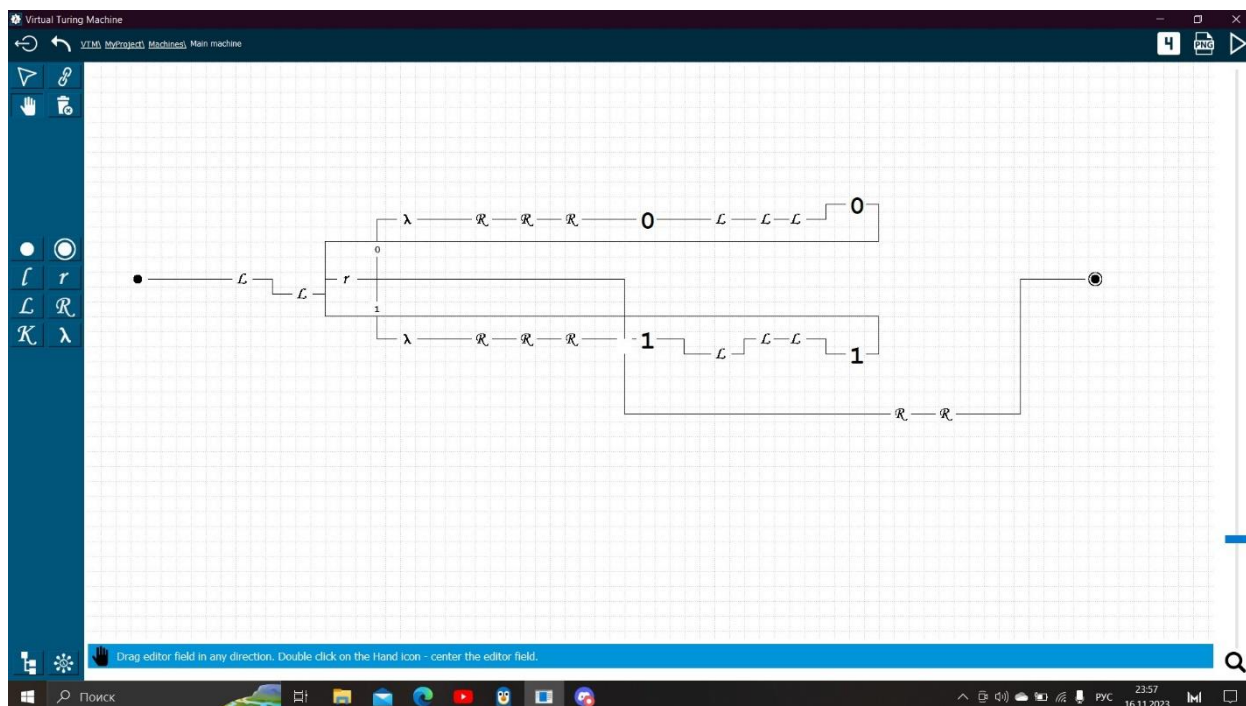 Virtual Turing Machine
VTM\ MyProject\ Machines\ Main machine
Ч
PNG
l r
L R
K λ
λ R R R 0 L L L 0
0
L L r
1
λ R R R 1 L L L 1
R R
Drag editor field in any direction. Double click on the Hand icon - center the editor field.
Поиск
РУС
23:57
16.11.2023